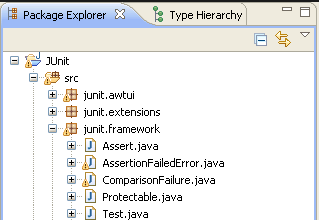 Package Explorer
Type Hierarchy
JUnit
src
junit.awtui
junit.extensions
junit.framework
Assert.java
AssertionFailedError.java
ComparisonFailure.java
Protectable.java
Test.java